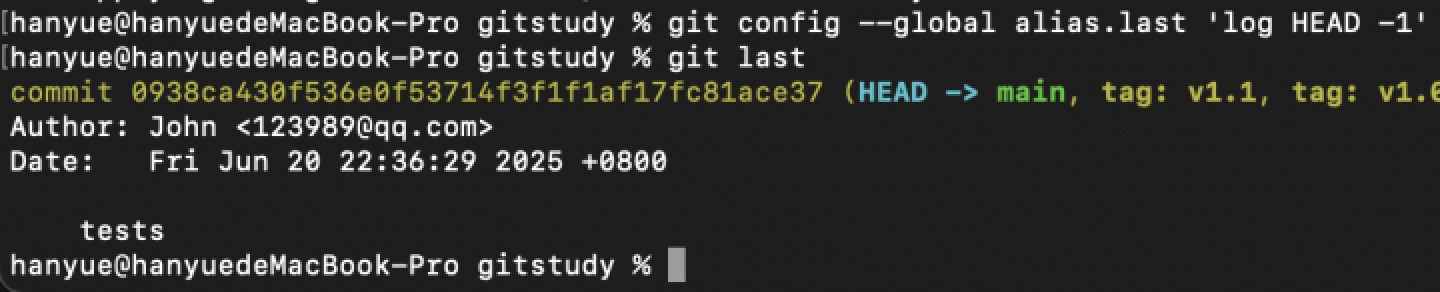 [hanyue@hanyuedeMacBook-Pro gitstudy % git config --global alias.last 'log HEAD -1'
[hanyue@hanyuedeMacBook-Pro gitstudy % git last
commit 0938ca430f536e0f53714f3f1f1af17fc81ace37 (HEAD -> main, tag: v1.1, tag: v1.
Author: John <123989@qq.com>
Date:   Fri Jun 20 22:36:29 2025 +0800
tests
hanyue@hanyuedeMacBook-Pro gitstudy %